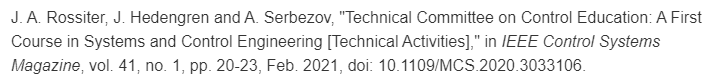 J. A. Rossiter, J. Hedengren and A. Serbezov, "Technical Committee on Control Education: A First
Course in Systems and Control Engineering [Technical Activities]," in IEEE Control Systems
Magazine, vol. 41, no. 1, pp. 20-23, Feb. 2021, doi: 10.1109/MCS.2020.3033106.